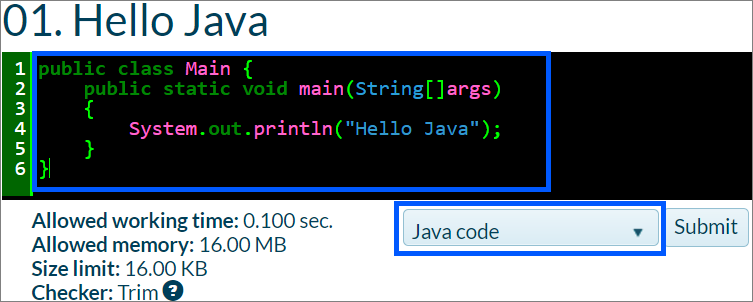 01. Hello Java
1 public class Main {
2     public static void main(String[]args)
3     {
4         System.out.println("Hello Java");
5     }
6 }
Allowed working time: 0.100 sec.
Allowed memory: 16.00 MB
Size limit: 16.00 KB
Checker: Trim ?
Java code
Submit